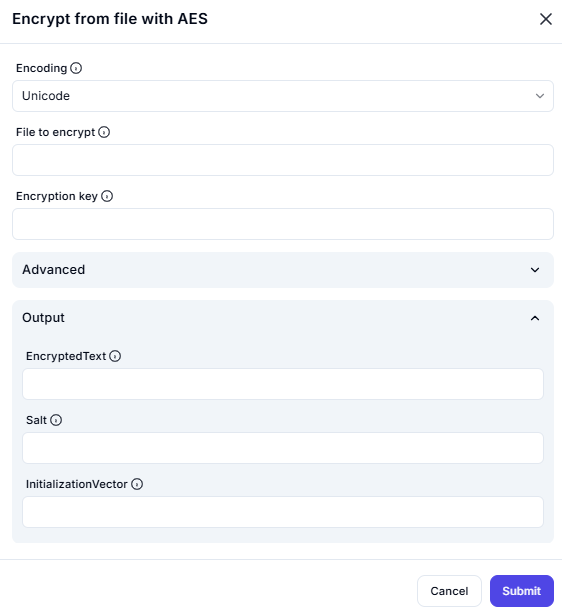 Encrypt from file with AES
Encoding
Unicode
File to encrypt
Encryption key
Advanced
Output
EncryptedText
Salt
InitializationVector
Cancel Submit